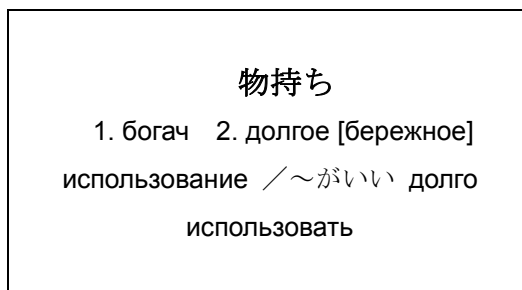 物持ち
1. богач 2. долгое [бережное]
использование ／～がいい долго
использовать